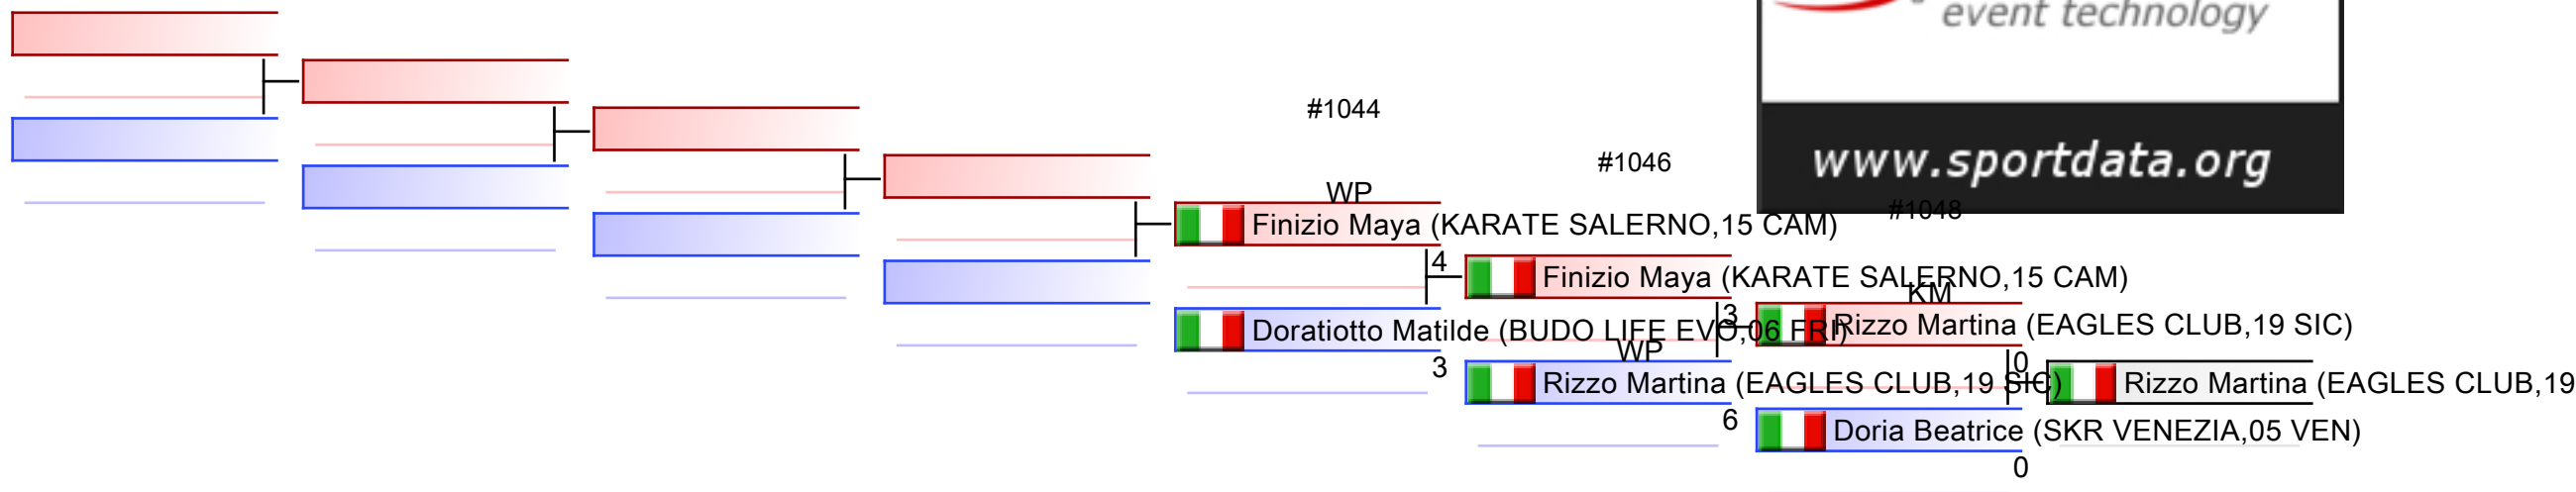 event technology
#1044
#1046
www.sportdata.org
WP
#1048
Finizio Maya (KARATE SALERNO,15 CAM)
4
Finizio Maya (KARATE SALERNO,15 CAM)
KM
3
Doratiotto Matilde (BUDO LIFE EVO,06 FRI)
Rizzo Martina (EAGLES CLUB,19 SIC)
WP
3
0
Rizzo Martina (EAGLES CLUB,19 SIC)
Rizzo Martina (EAGLES CLUB,19
6
Doria Beatrice (SKR VENEZIA,05 VEN)
0